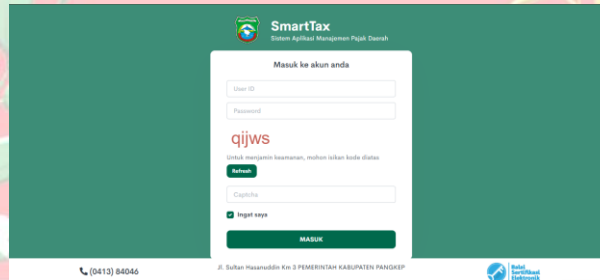 SmartTax
Sistem Aplikasi Manajemen Pajak Daerah
Masuk ke akun anda
User ID
Password
qijws
Untuk menjamin keamanan, mohon isikan kode diatas
Refresh
Captcha
Ingat saya
MASUK
(0413) 84046
Jl. Sultan Hasanuddin Km 3 PEMERINTAH KABUPATEN PANGKEP
Balai
Sertifikasi
Elektronik